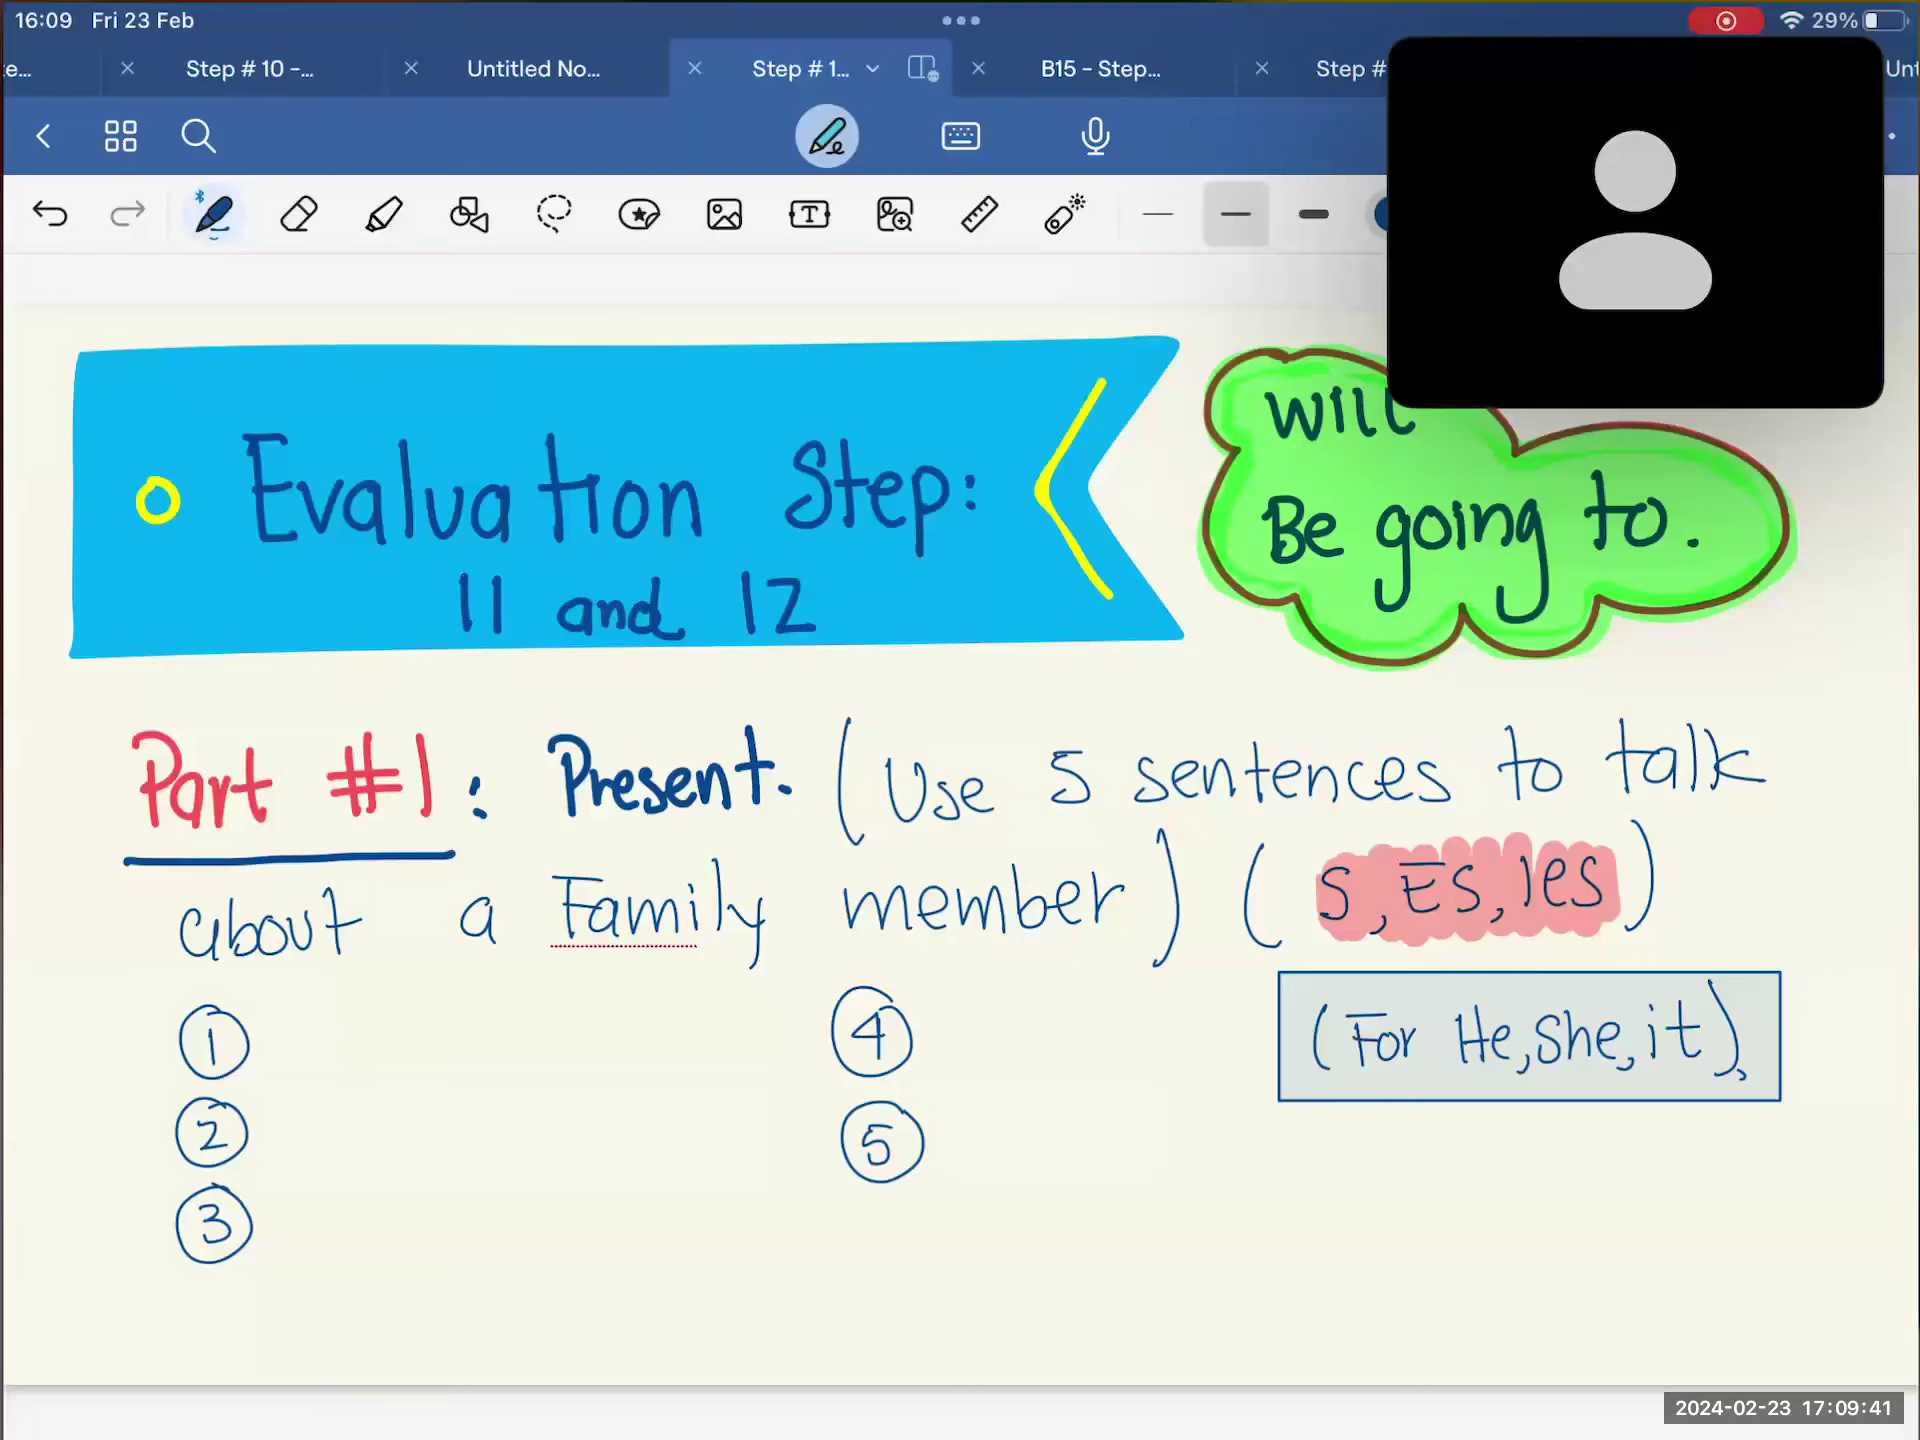 16:09 Fri 23 Feb
29%
e...
Step # 10 -...
Untitled No...
Step # 1...
B15 - Step...
Step #
Unt
will
Be going to.
Evaluation Step:
11 and 12
Part #1: Present. (Use 5 sentences to talk
about a Family member) (S, ES, IES)
(For He, She, it).
1
2
3
4
5
2024-02-23 17:09:41